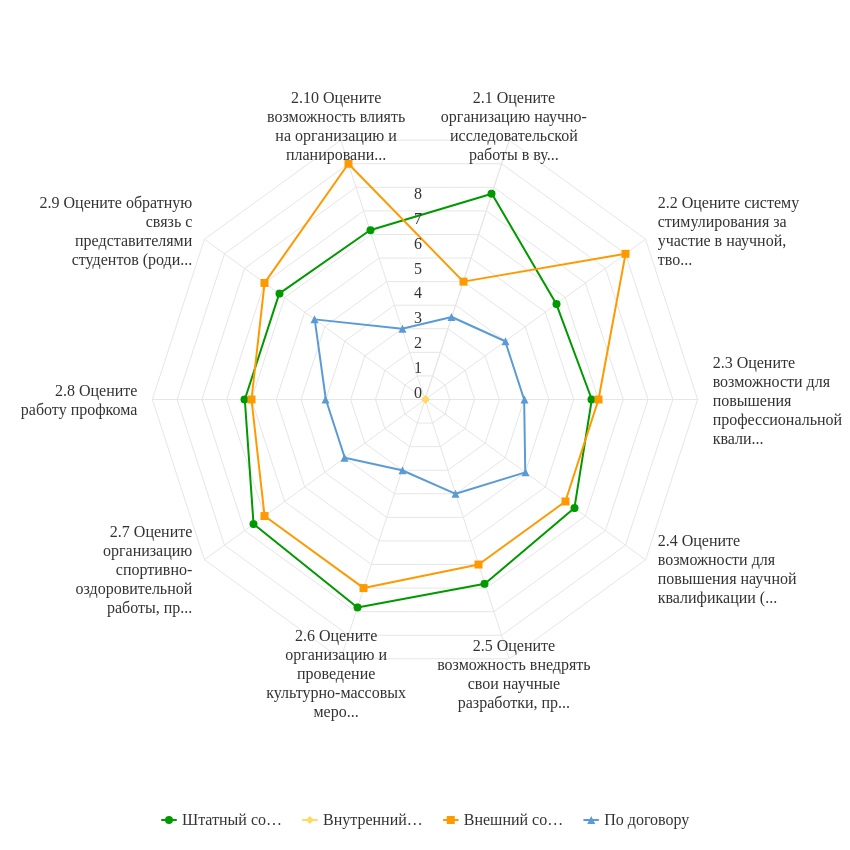 2.10 Оцените
возможность влиять
на организацию и
планировани...
2.1 Оцените
организацию научно-
исследовательской
работы в ву...
2.9 Оцените обратную
связь с
представителями
студентов (роди...
2.2 Оцените систему
стимулирования за
участие в научной,
тво...
8
7
6
5
4
3
2
1
0
2.8 Оцените
работу профкома
2.3 Оцените
возможности для
повышения
профессиональной
квали...
2.7 Оцените
организацию
спортивно-
оздоровительной
работы, пр...
2.4 Оцените
возможности для
повышения научной
квалификации (...
2.6 Оцените
организацию и
проведение
культурно-массовых
меро...
2.5 Оцените
возможность внедрять
свои научные
разработки, пр...
Штатный со… Внутренний… Внешний со… По договору